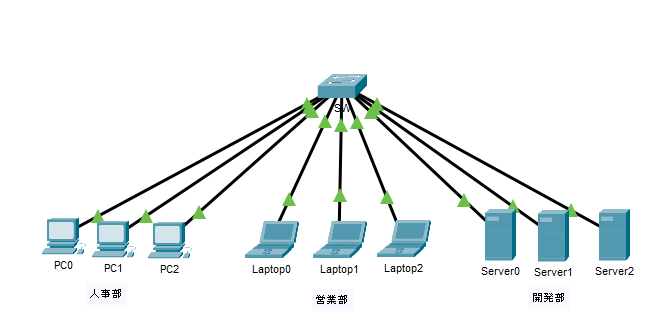 SW
PC0
PC1
PC2
Laptop0
Laptop1
Laptop2
Server0
Server1
Server2
人事部
営業部
開発部